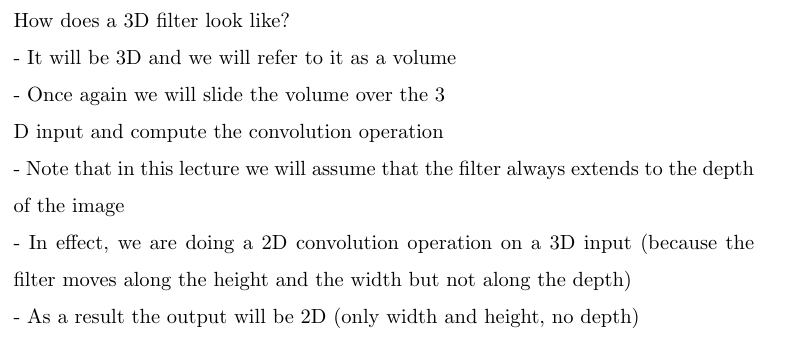 How does a 3D filter look like?
- It will be 3D and we will refer to it as a volume
- Once again we will slide the volume over the 3
D input and compute the convolution operation
- Note that in this lecture we will assume that the filter always extends to the depth
of the image
- In effect, we are doing a 2D convolution operation on a 3D input (because the
filter moves along the height and the width but not along the depth)
- As a result the output will be 2D (only width and height, no depth)